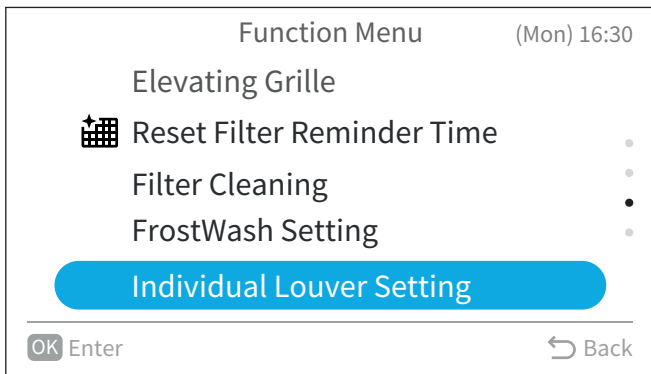 Function Menu (Mon) 16:30
Elevating Grille
Reset Filter Reminder Time
Filter Cleaning
FrostWash Setting
Individual Louver Setting
OK Enter Back